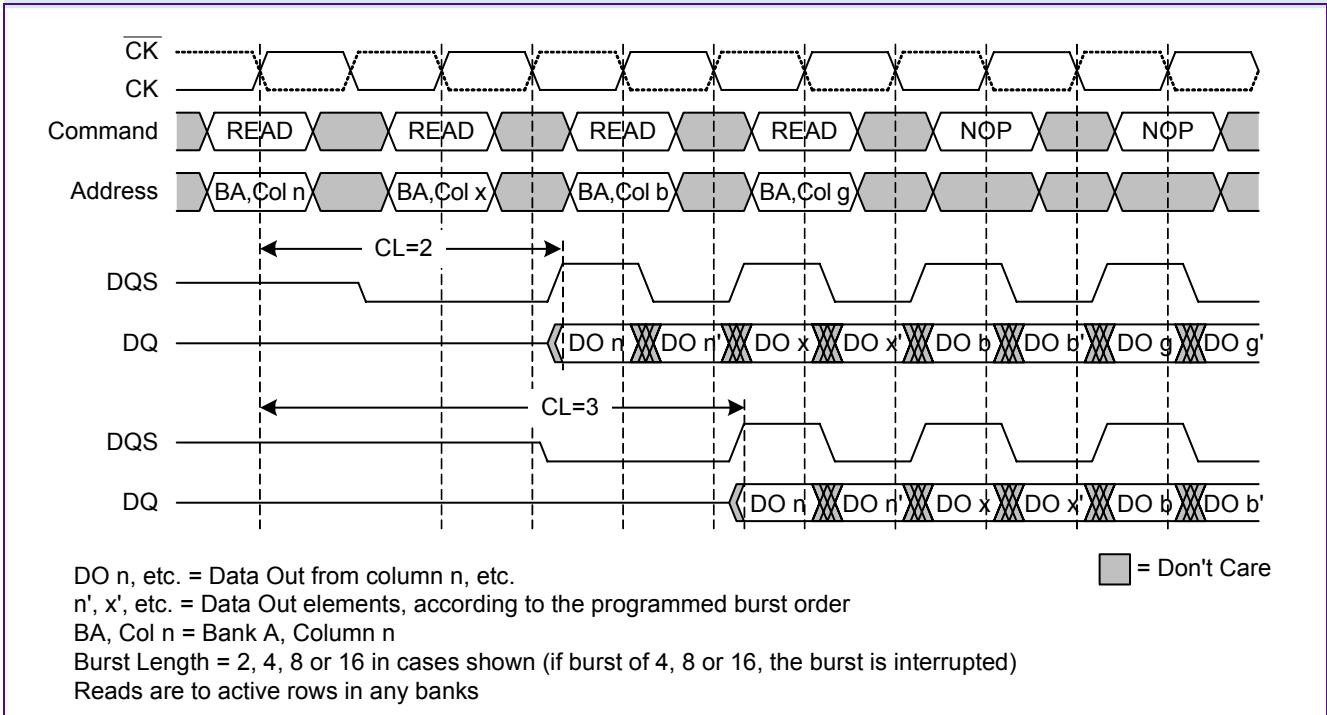 CK
CK
Command READ READ READ READ NOP NOP
Address BA,Col n BA,Col x BA,Col b BA,Col g
CL=2
DQS
DQ DO n DO n' DO x DO x' DO b DO b' DO g DO g'
CL=3
DQS
DQ DO n DO n' DO x DO x' DO b DO b'
DO n, etc. = Data Out from column n, etc.
= Don't Care
n', x', etc. = Data Out elements, according to the programmed burst order
BA, Col n = Bank A, Column n
Burst Length = 2, 4, 8 or 16 in cases shown (if burst of 4, 8 or 16, the burst is interrupted)
Reads are to active rows in any banks